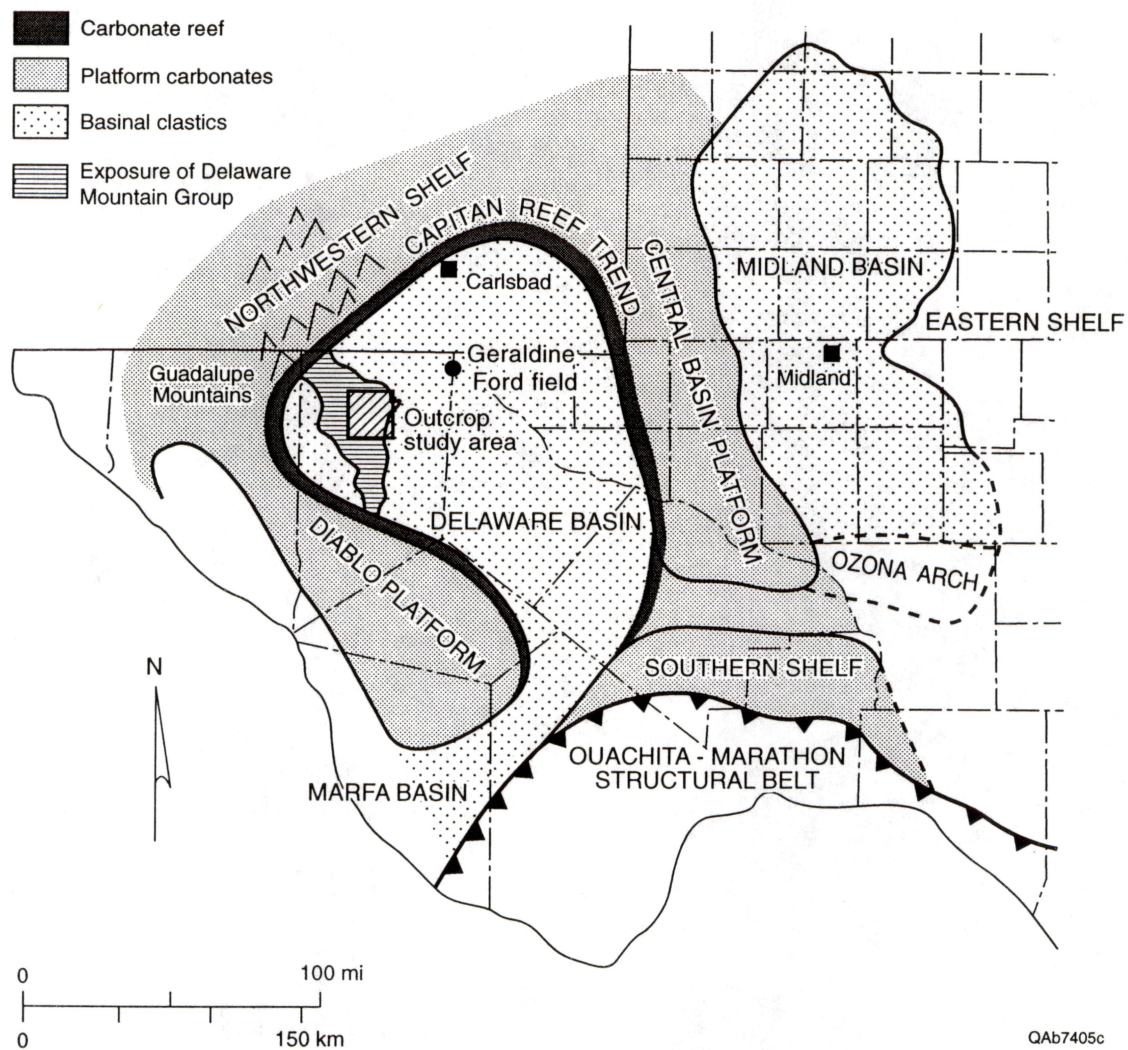 Carbonate reef
Platform carbonates
Basinal clastics
Exposure of Delaware
Mountain Group
NORTHWESTERN SHELF
CAPITAN REEF TREND
Carlsbad
CENTRAL BASIN PLATFORM
MIDLAND BASIN
EASTERN SHELF
Midland
Guadalupe
Mountains
Geraldine
Ford field
Outcrop
study area
DELAWARE BASIN
DIABLO PLATFORM
OZONA ARCH
SOUTHERN SHELF
OUACHITA - MARATHON
STRUCTURAL BELT
MARFA BASIN
N
0 100 mi
0 150 km
QAb7405c